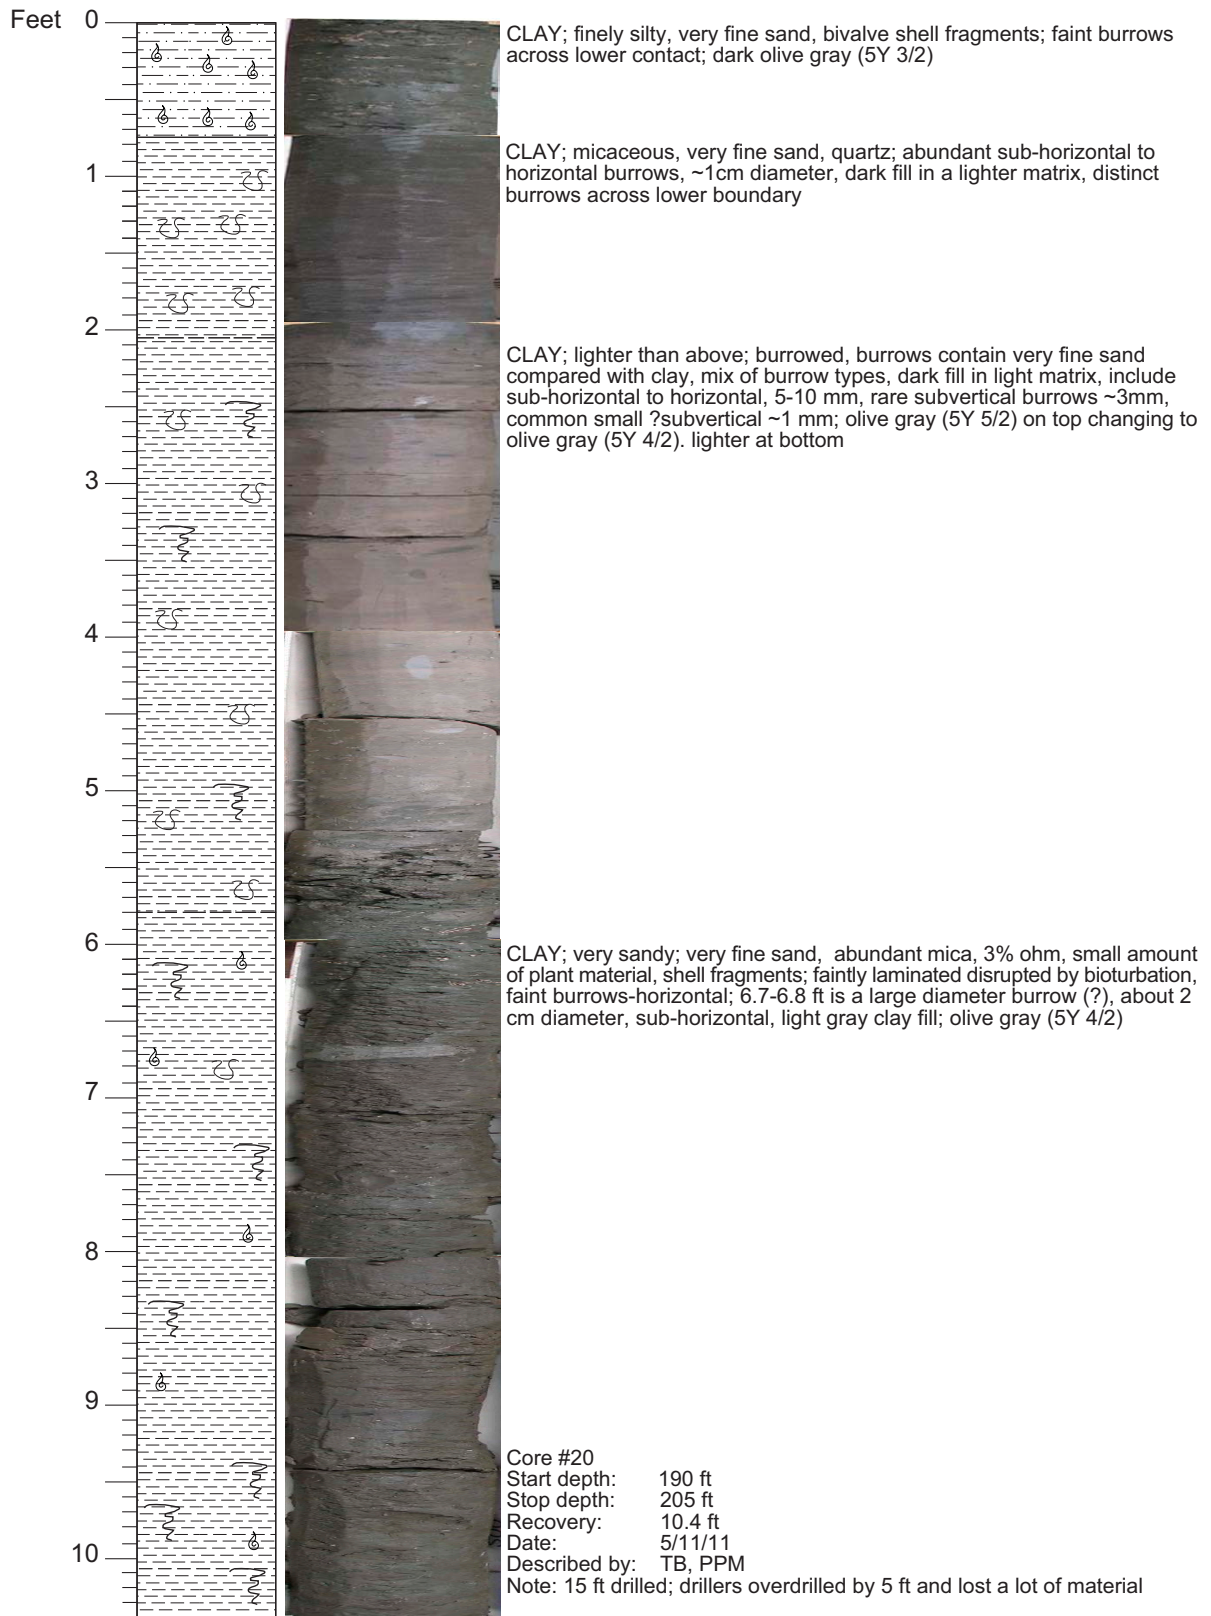 Feet 0
CLAY; finely silty, very fine sand, bivalve shell fragments; faint burrows
across lower contact; dark olive gray (5Y 3/2)
CLAY; micaceous, very fine sand, quartz; abundant sub-horizontal to
1
horizontal burrows, ~1cm diameter, dark fill in a lighter matrix, distinct
burrows across lower boundary
2
CLAY; lighter than above; burrowed, burrows contain very fine sand
compared with clay, mix of burrow types, dark fill in light matrix, include
sub-horizontal to horizontal, 5-10 mm, rare subvertical burrows ~3mm,
common small ?subvertical ~1 mm; olive gray (5Y 5/2) on top changing to
olive gray (5Y 4/2). lighter at bottom
3
4
5
6
CLAY; very sandy; very fine sand, abundant mica, 3% ohm, small amount
of plant material, shell fragments; faintly laminated disrupted by bioturbation,
faint burrows-horizontal; 6.7-6.8 ft is a large diameter burrow (?), about 2
cm diameter, sub-horizontal, light gray clay fill; olive gray (5Y 4/2)
7
8
9
Core #20
Start depth: 190 ft
Stop depth: 205 ft
Recovery: 10.4 ft
Date: 5/11/11
10
Described by: TB, PPM
Note: 15 ft drilled; drillers overdrilled by 5 ft and lost a lot of material